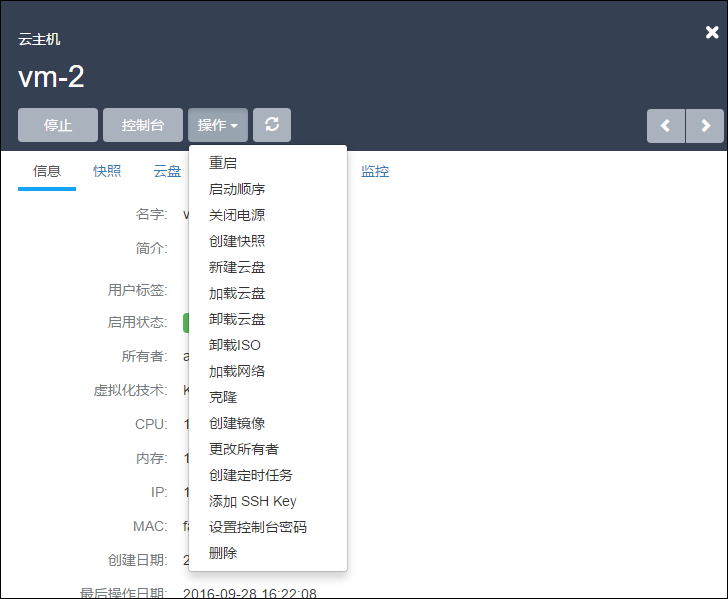 云主机
vm-2
停止 控制台 操作
信息 快照 云盘 监控
重启
启动顺序
关闭电源
创建快照
新建云盘
加载云盘
卸载云盘
卸载ISO
加载网络
克隆
创建镜像
更改所有者
创建定时任务
添加 SSH Key
设置控制台密码
删除
名字:
简介:
用户标签:
启用状态:
所有者: a
虚拟化技术: K
CPU: 1
内存: 1
IP: 1
MAC: fa
创建日期: 2
最后操作日期: 2016-09-28 16:22:08